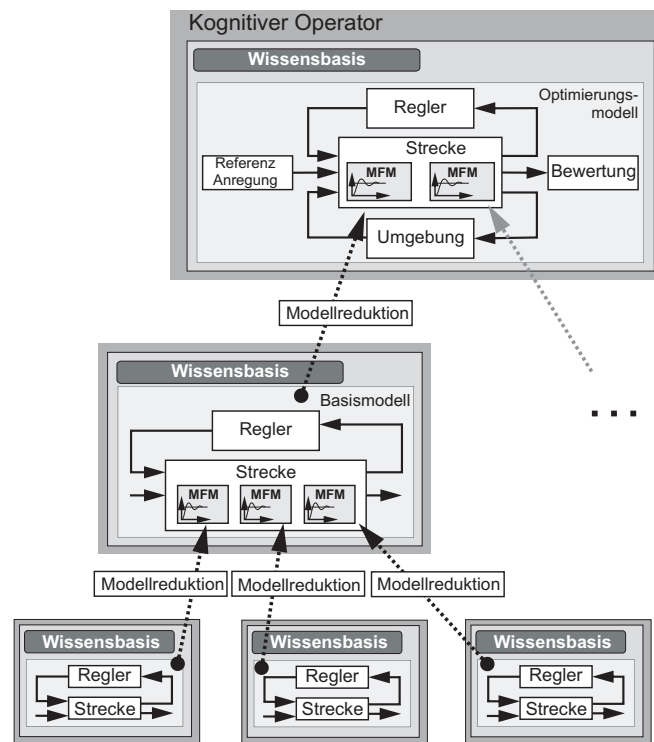 Kognitiver Operator
Wissensbasis
Optimierungs-
modell
Regler
Strecke
MFM
MFM
Referenz
Anregung
Bewertung
Umgebung
Modellreduktion
Wissensbasis
Basismodell
Regler
Strecke
MFM
MFM
MFM
...
Modellreduktion
Modellreduktion
Modellreduktion
Wissensbasis
Regler
Strecke
Wissensbasis
Regler
Strecke
Wissensbasis
Regler
Strecke